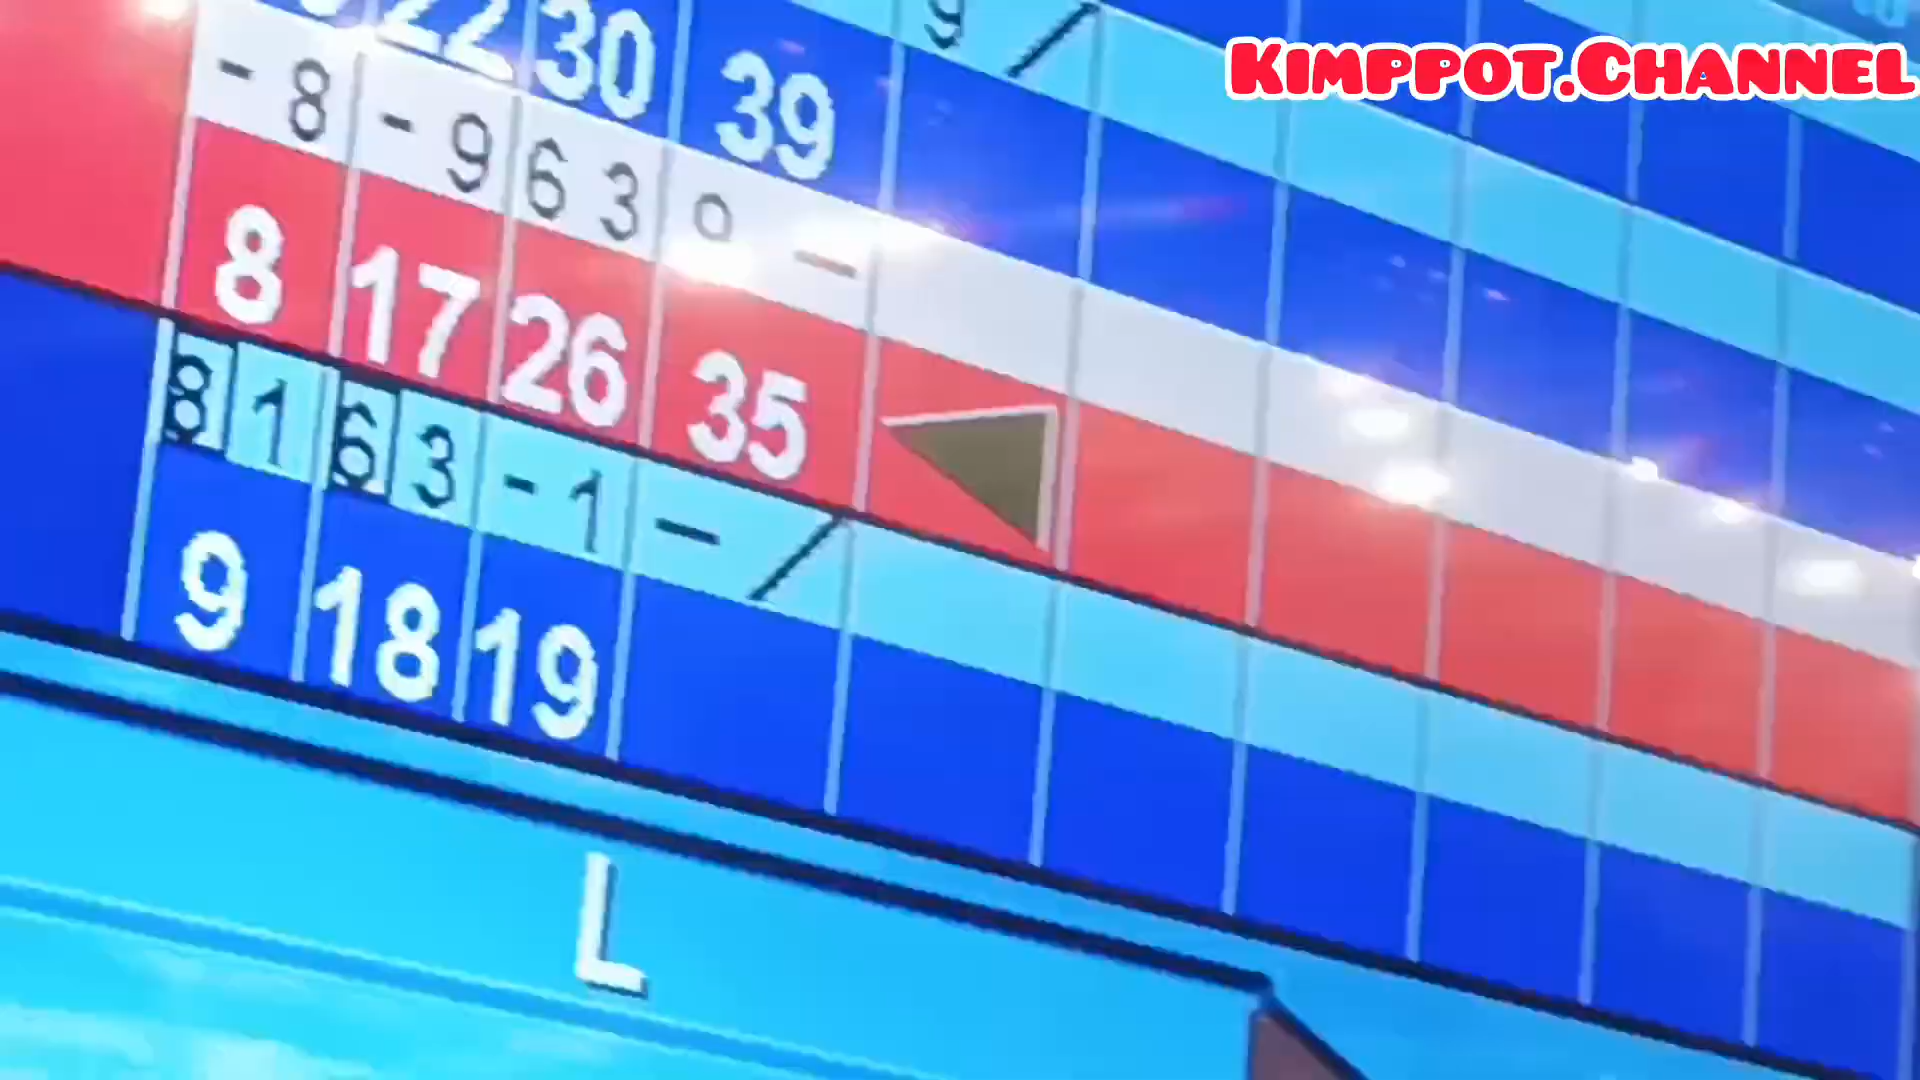 22 30 39
9 /
KIMPPOT.CHANNEL
- 8 - 9 6 3 ○ -
8 17 26 35
8 1 6 3 - 1 - /
9 18 19
L